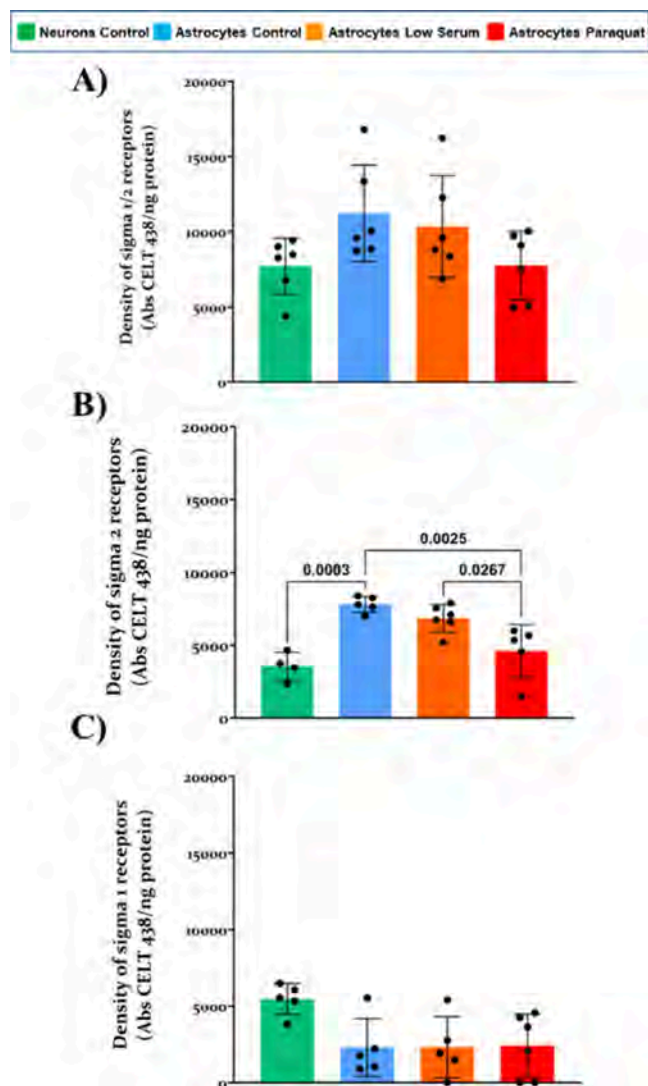 Neurons Control Astrocytes Control Astrocytes Low Serum Astrocytes Paraquat
A)
Density of sigma 1/2 receptors
(Abs CELT 438/ng protein)
20000
15000
10000
5000
0
B)
Density of sigma 2 receptors
(Abs CELT 438/ng protein)
20000
15000
10000
5000
0
0.0025
0.0003
0.0267
C)
Density of sigma 1 receptors
(Abs CELT 438/ng protein)
20000
15000
10000
5000
0